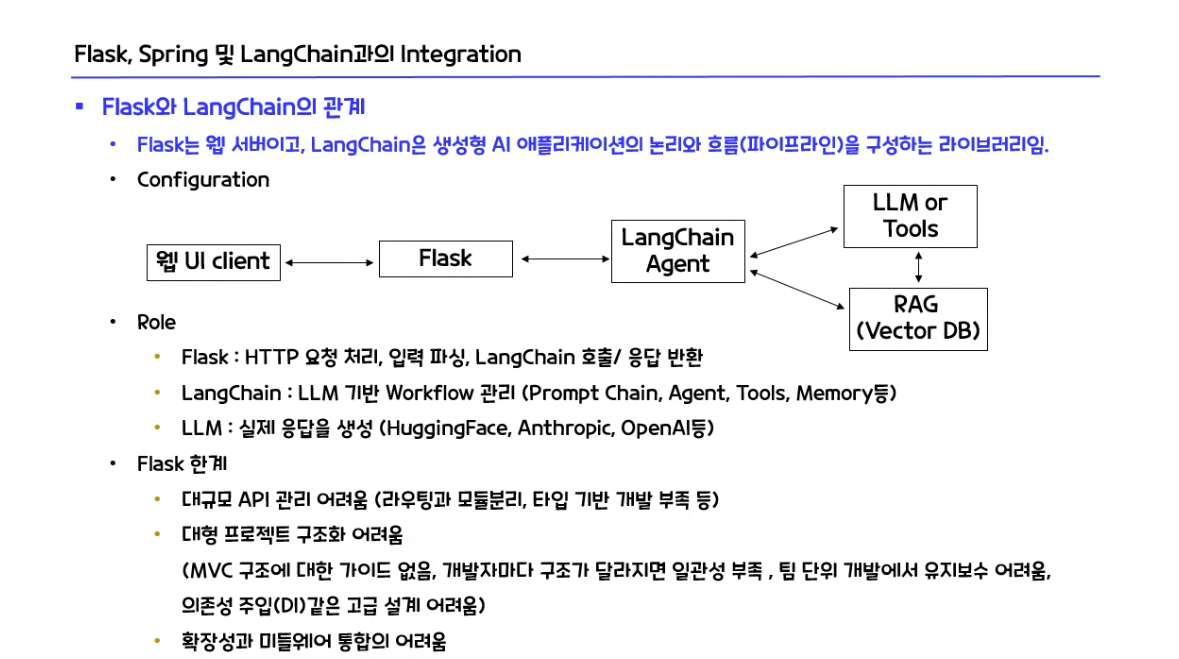 Flask, Spring 및 LangChain과의 Integration
Flask와 LangChain의 관계
Flask는 웹 서버이고, LangChain은 생성형 AI 애플리케이션의 논리와 흐름(파이프라인)을 구성하는 라이브러리임.
Configuration
웹 UI client
Flask
LangChain
Agent
LLM or
Tools
RAG
(Vector DB)
Role
Flask : HTTP 요청 처리, 입력 파싱, LangChain 호출/ 응답 반환
LangChain : LLM 기반 Workflow 관리 (Prompt Chain, Agent, Tools, Memory등)
LLM : 실제 응답을 생성 (HuggingFace, Anthropic, OpenAI등)
Flask 한계
대규모 API 관리 어려움 (라우팅과 모듈분리, 타입 기반 개발 부족 등)
대형 프로젝트 구조화 어려움
(MVC 구조에 대한 가이드 없음, 개발자마다 구조가 달라지면 일관성 부족 , 팀 단위 개발에서 유지보수 어려움,
의존성 주입(DI)같은 고급 설계 어려움)
확장성과 미들웨어 통합의 어려움